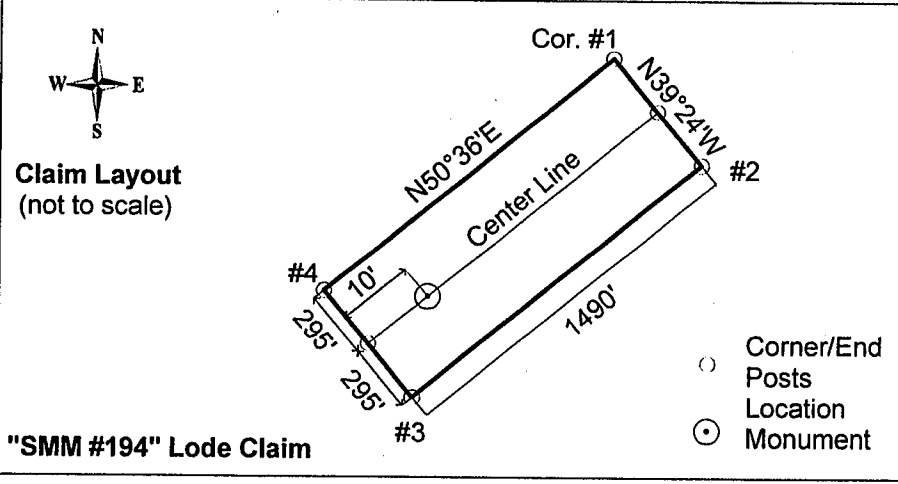 N
W E
S
Claim Layout
(not to scale)
Cor. #1
N39°24'W
#2
N50°36'E
Center Line
#4
10'
295'
295'
1490'
#3
Corner/End
Posts
Location
Monument
"SMM #194" Lode Claim